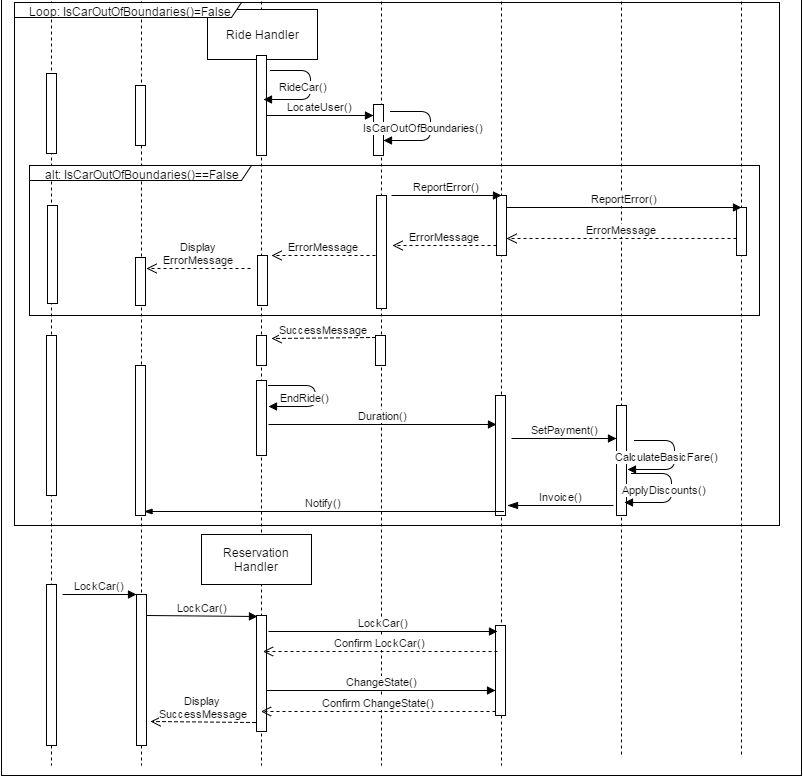 Loop: IsCarOutOfBoundaries()=False
Ride Handler
RideCar()
LocateUser()
IsCarOutOfBoundaries()
alt: IsCarOutOfBoundaries()==False
ReportError()
ReportError()
ErrorMessage
ErrorMessage
ErrorMessage
Display
ErrorMessage
SuccessMessage
EndRide()
Duration()
SetPayment()
CalculateBasicFare()
ApplyDiscounts()
Invoice()
Notify()
Reservation
Handler
LockCar()
LockCar()
LockCar()
Confirm LockCar()
ChangeState()
Confirm ChangeState()
Display
SuccessMessage